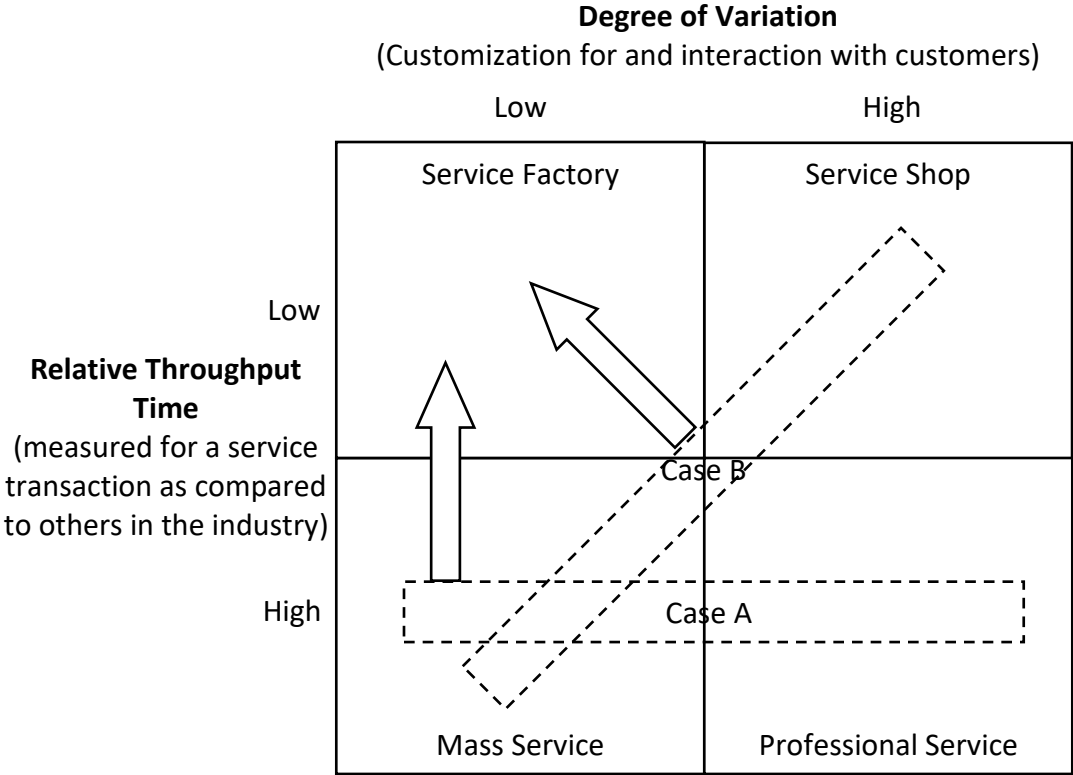 Degree of Variation
(Customization for and interaction with customers)
Low
High
Service Factory
Service Shop
Low
Relative Throughput
Time
(measured for a service
transaction as compared
to others in the industry)
Case B
High
Case A
Mass Service
Professional Service